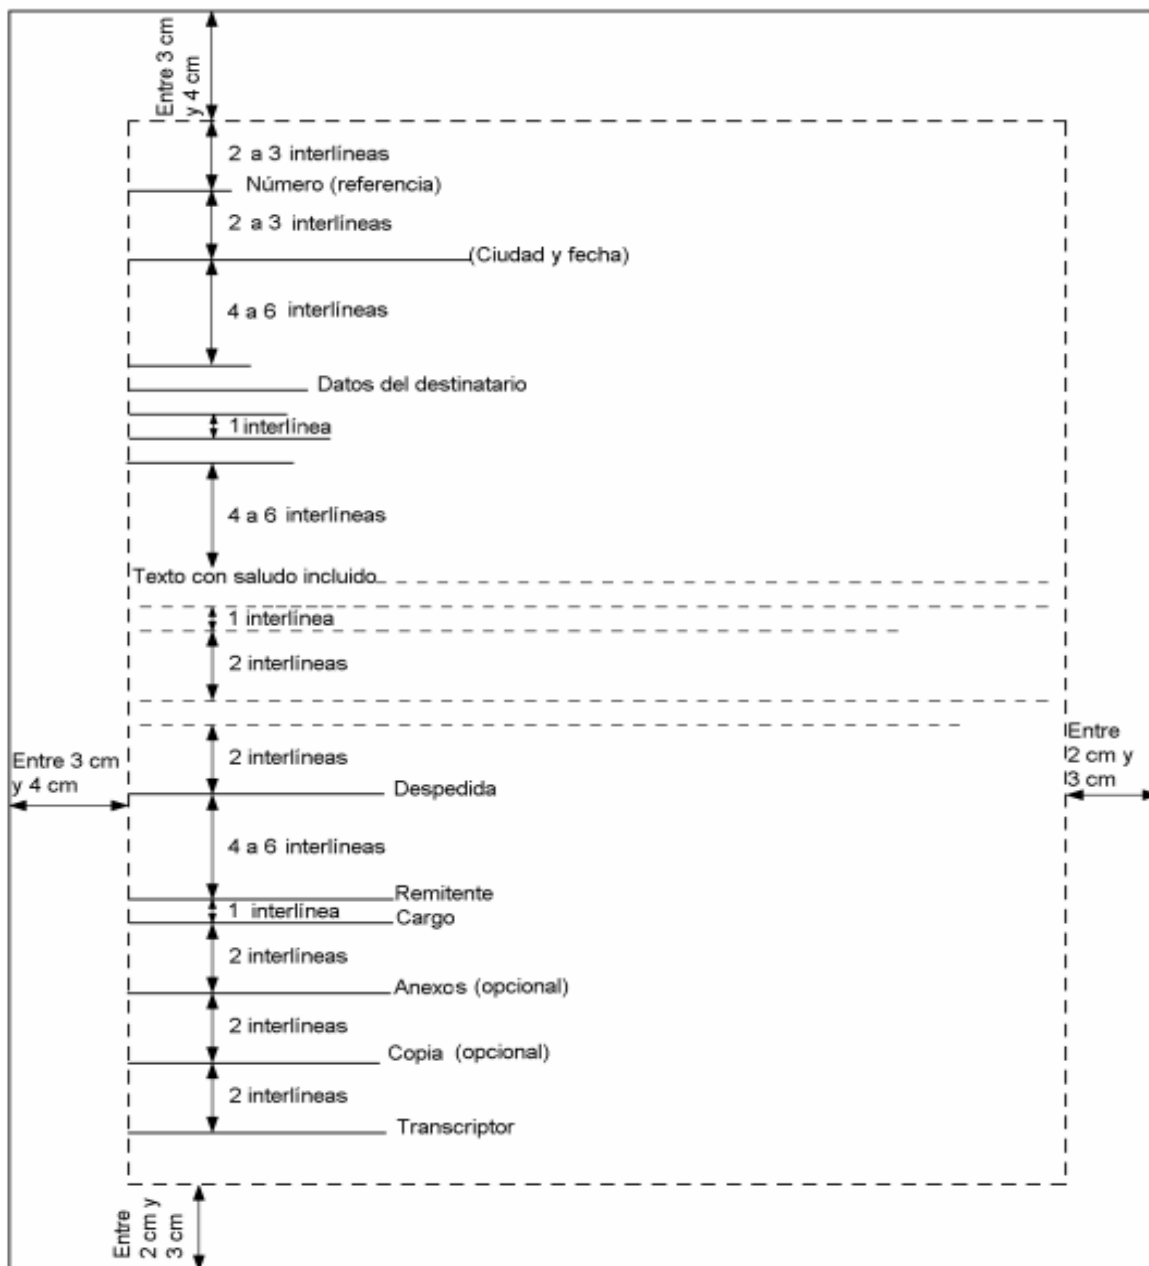 Entre 3 cm
y 4 cm
2 a 3 interlíneas
Número (referencia)
2 a 3 interlíneas
(Ciudad y fecha)
4 a 6 interlíneas
Datos del destinatario
1 interlínea
4 a 6 interlíneas
Texto con saludo incluido
1 interlínea
2 interlíneas
2 interlíneas
Entre 3 cm
y 4 cm
Entre
2 cm y
3 cm
Despedida
4 a 6 interlíneas
Remitente
1 interlínea
Cargo
2 interlíneas
Anexos (opcional)
2 interlíneas
Copia (opcional)
2 interlíneas
Transcriptor
Entre
2 cm y
3 cm